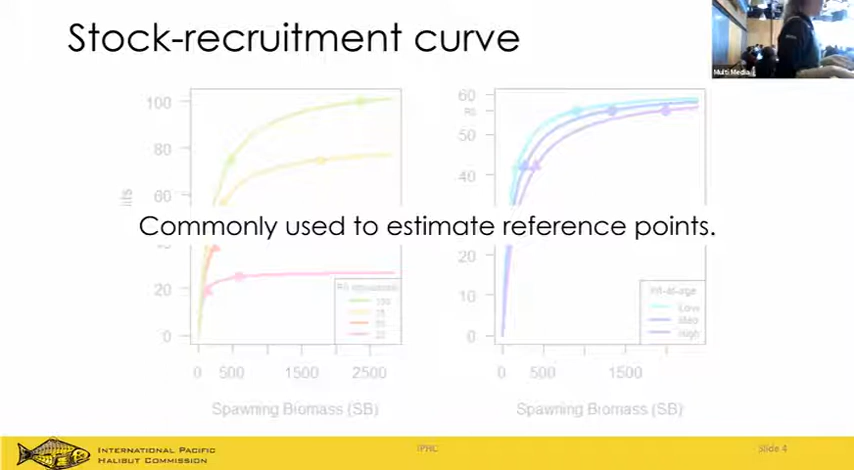 Stock-recruitment curve
Multi Media
100
80
60
20
0
0 500 1500 2500
Spawning Biomass (SB)
60
R0
50
40
20
10
0
0 500 1500
Spawning Biomass (SB)
Commonly used to estimate reference points.
Low
Med
High
INTERNATIONAL PACIFIC
HALIBUT COMMISSION
IPHC
Slide 4